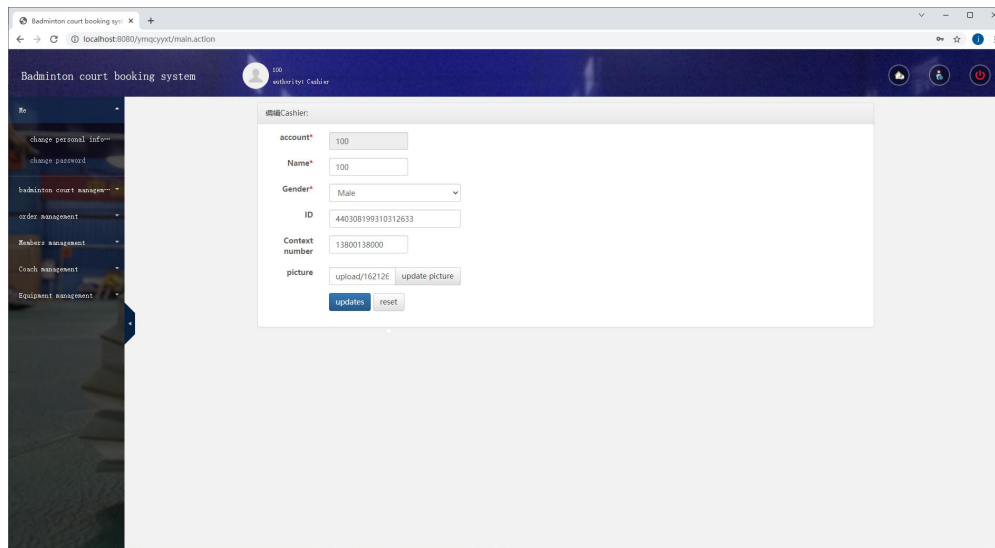 Badminton court booking syst
localhost:8080/ymqcyyxt/main.action
Badminton court booking system
100
authority: Cashier
Me
change personal info…
change password
badminton court managem…
order management
Members management
Coach management
Equipment management
编辑Cashier:
account* 100
Name* 100
Gender* Male
ID 440308199310312633
Context number 13800138000
picture upload/162126 update picture
updates reset